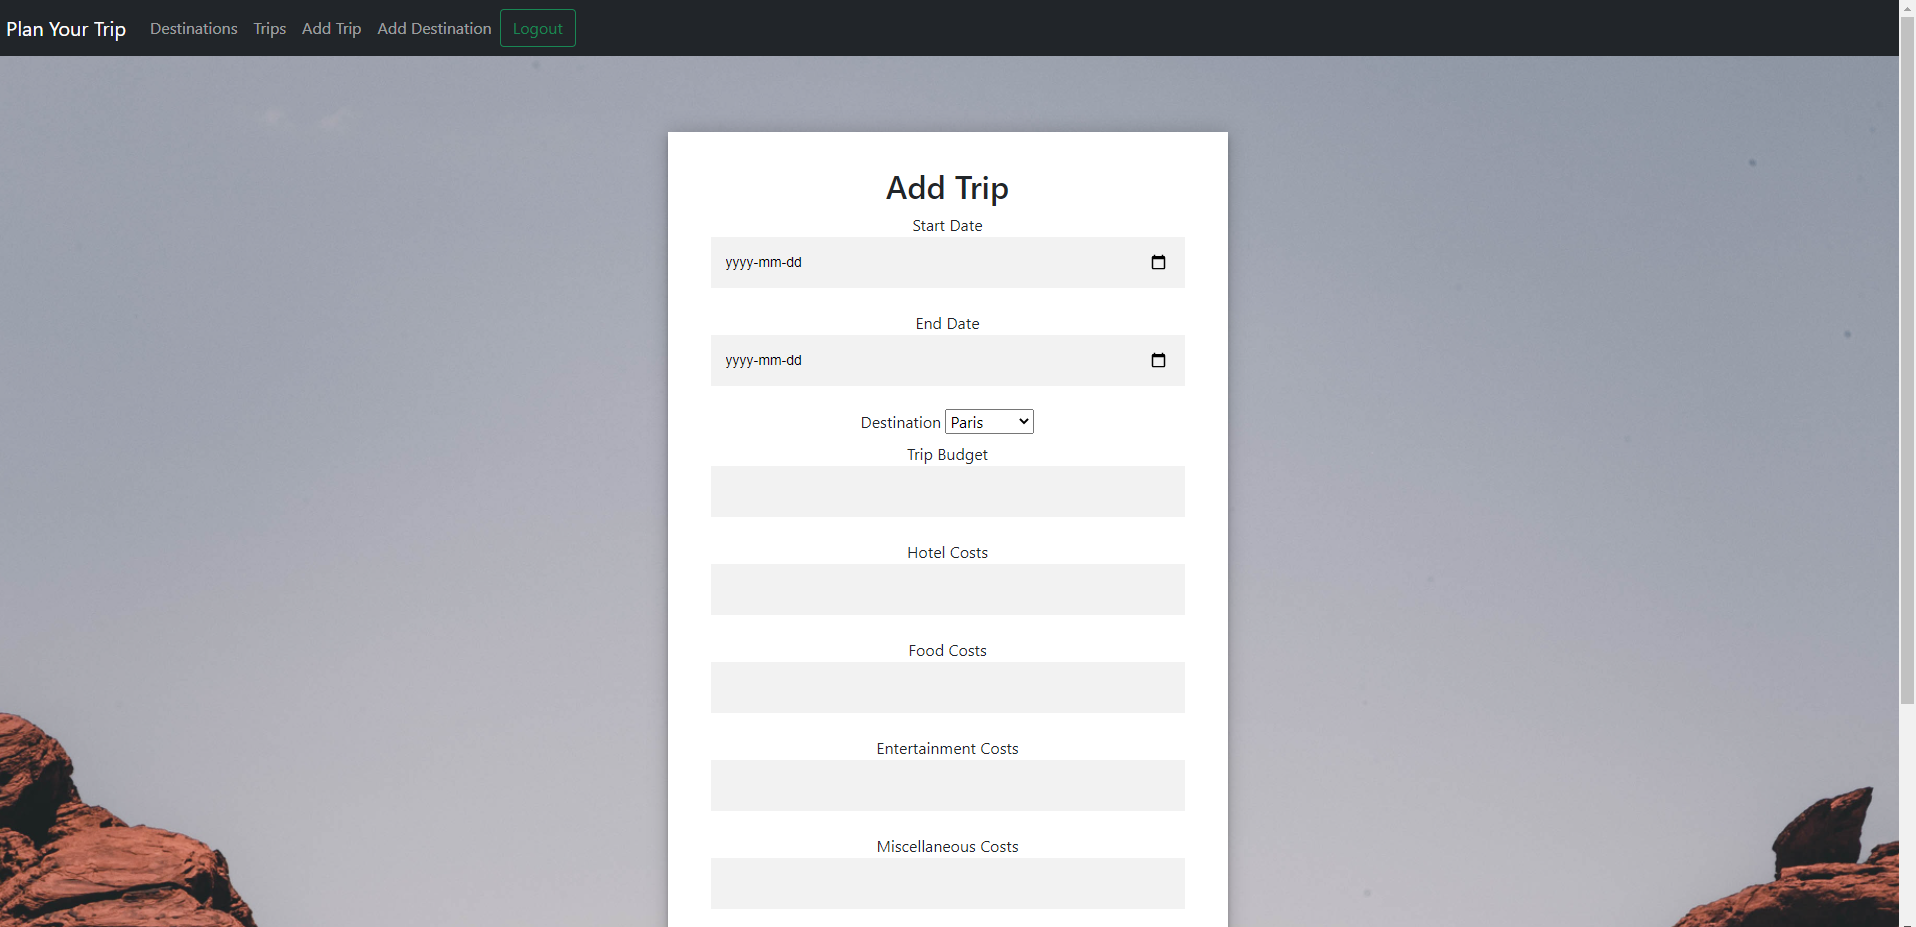 Plan Your Trip Destinations Trips Add Trip Add Destination Logout
Add Trip
Start Date
yyyy-mm-dd
End Date
yyyy-mm-dd
Destination Paris
Trip Budget
Hotel Costs
Food Costs
Entertainment Costs
Miscellaneous Costs